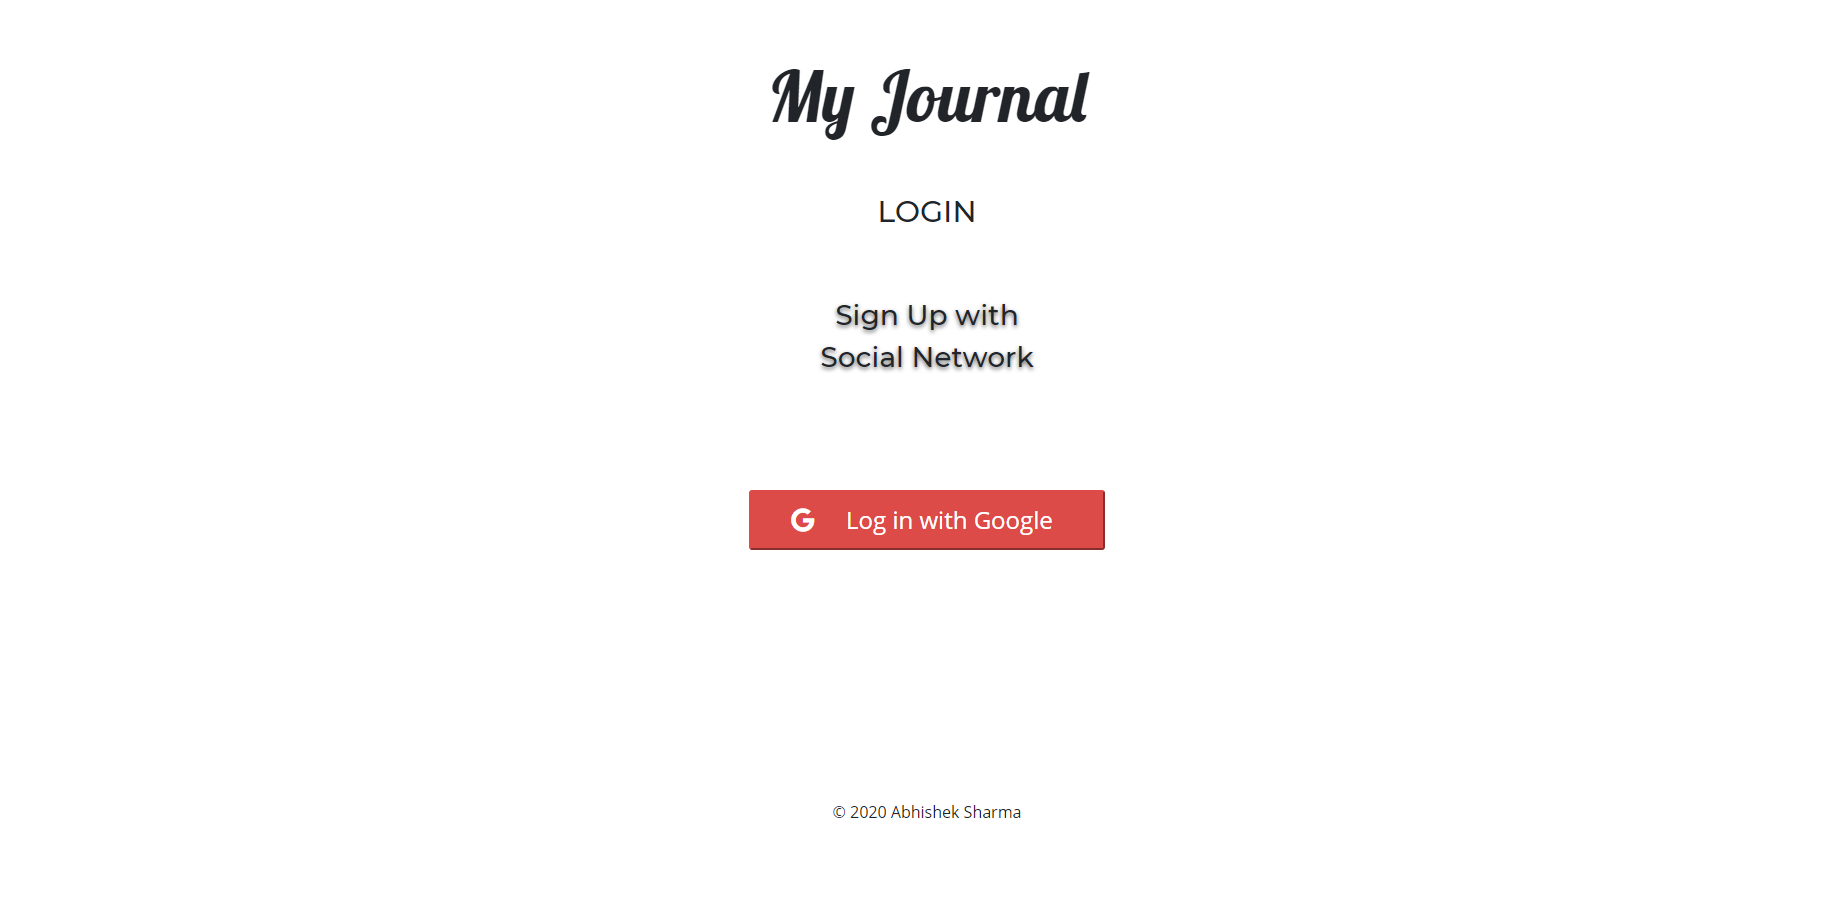 My Journal
LOGIN
Sign Up with
Social Network
Log in with Google
© 2020 Abhishek Sharma